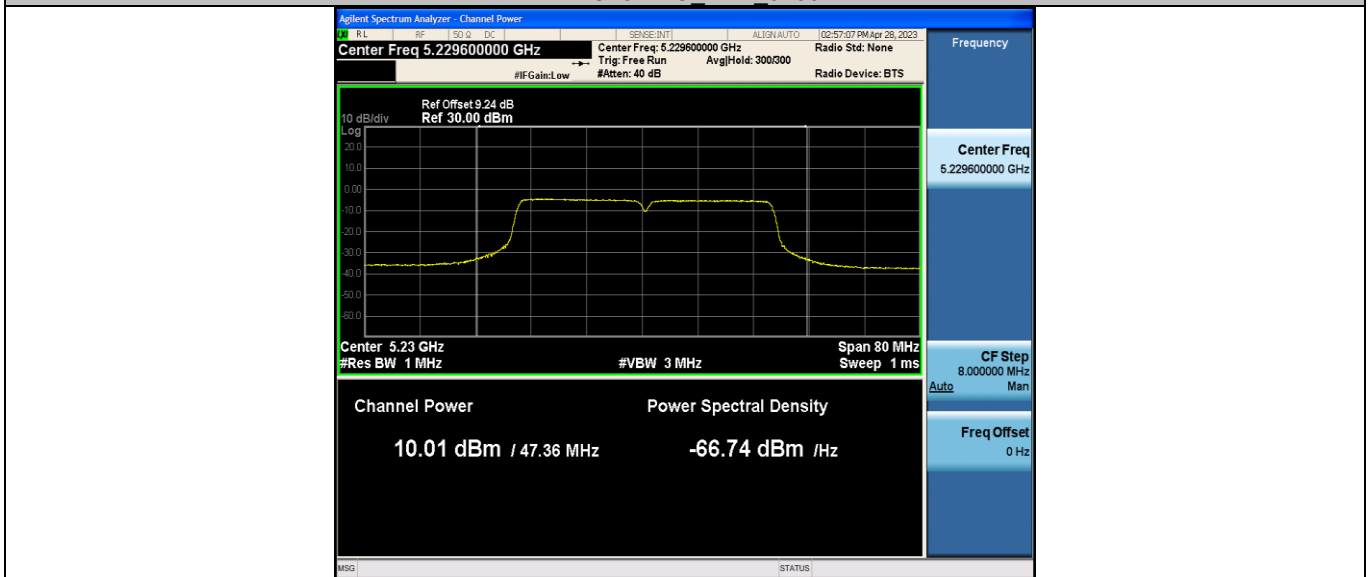 Agilent Spectrum Analyzer - Channel Power
RL RF 50 Ω DC SENSE:INT ALIGNAUTO 02:57:07 PM Apr 28, 2023
Center Freq 5.229600000 GHz
Center Freq: 5.229600000 GHz
Radio Std: None
Trig: Free Run Avg|Hold: 300/300
#IFGain:Low #Atten: 40 dB Radio Device: BTS
Ref Offset 9.24 dB
10 dB/div Ref 30.00 dBm
Log
20.0
10.0
0.00
-10.0
-20.0
-30.0
-40.0
-50.0
-60.0
Center 5.23 GHz Span 80 MHz
#Res BW 1 MHz #VBW 3 MHz Sweep 1 ms
Channel Power Power Spectral Density
10.01 dBm / 47.36 MHz -66.74 dBm /Hz
MSG STATUS
Frequency
Center Freq
5.229600000 GHz
CF Step
8.000000 MHz
Auto Man
Freq Offset
0 Hz